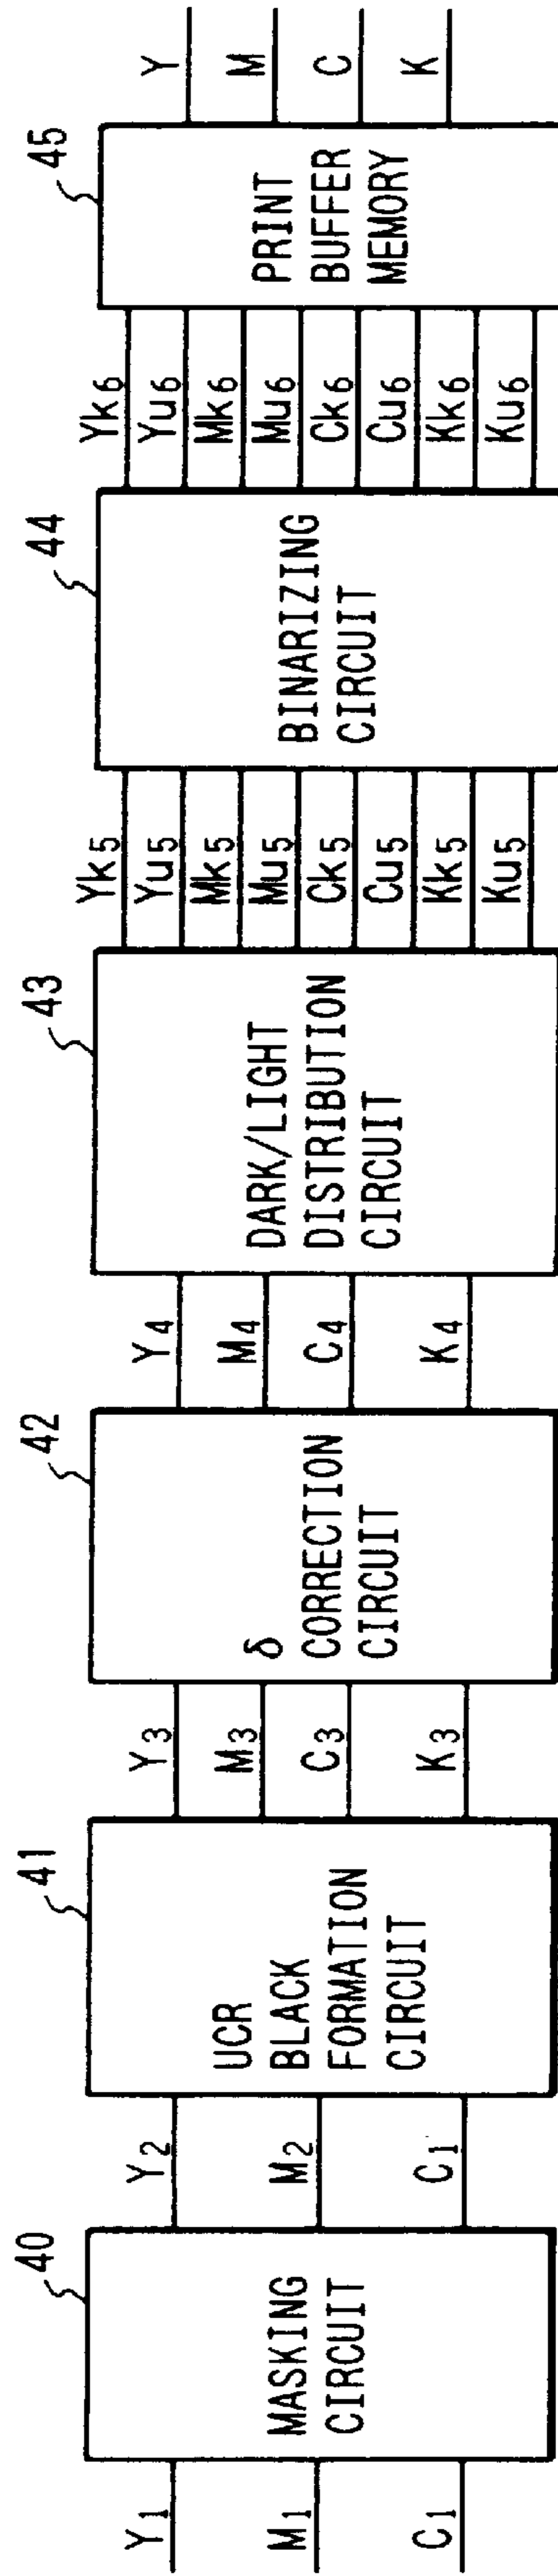 Y1
M1
C1
40
MASKING
CIRCUIT
Y2
M2
C1
41
UCR
BLACK
FORMATION
CIRCUIT
Y3
M3
C3
K3
42
δ
CORRECTION
CIRCUIT
Y4
M4
C4
K4
43
DARK/LIGHT
DISTRIBUTION
CIRCUIT
Yk5
Yu5
Mk5
Mu5
Ck5
Cu5
Kk5
Ku5
44
BINARIZING
CIRCUIT
Yk6
Yu6
Mk6
Mu6
Ck6
Cu6
Kk6
Ku6
45
PRINT
BUFFER
MEMORY
Y
M
C
K